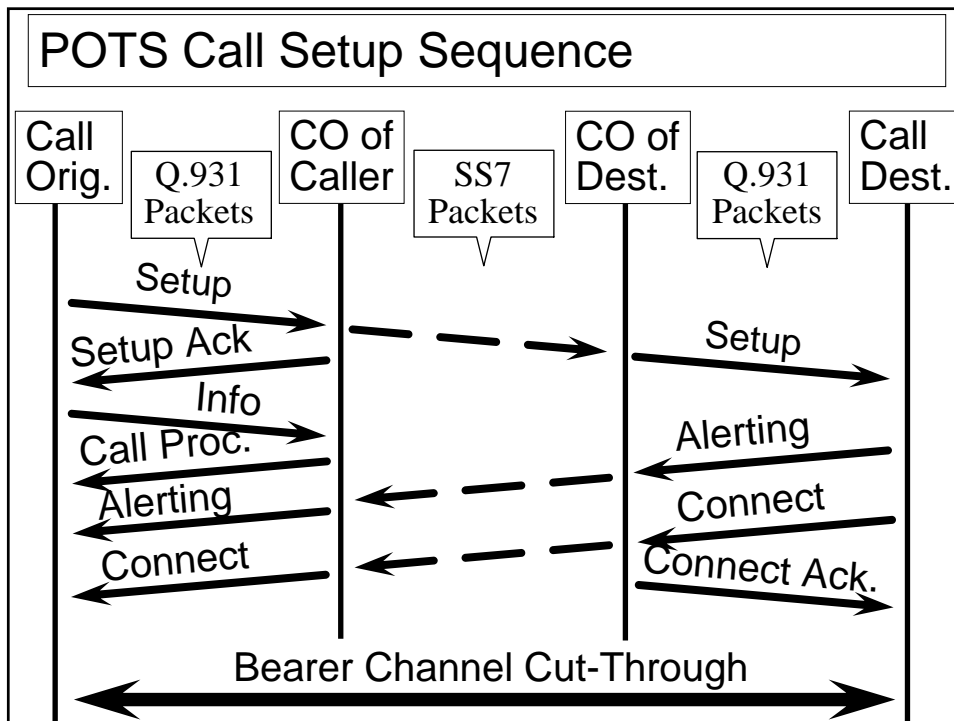 POTS Call Setup Sequence
Call
Orig.
CO of
Caller
CO of
Dest.
Call
Dest.
Q.931
Packets
SS7
Packets
Q.931
Packets
Setup
Setup Ack
Info
Call Proc.
Alerting
Connect
Setup
Alerting
Connect
Connect Ack.
Bearer Channel Cut-Through